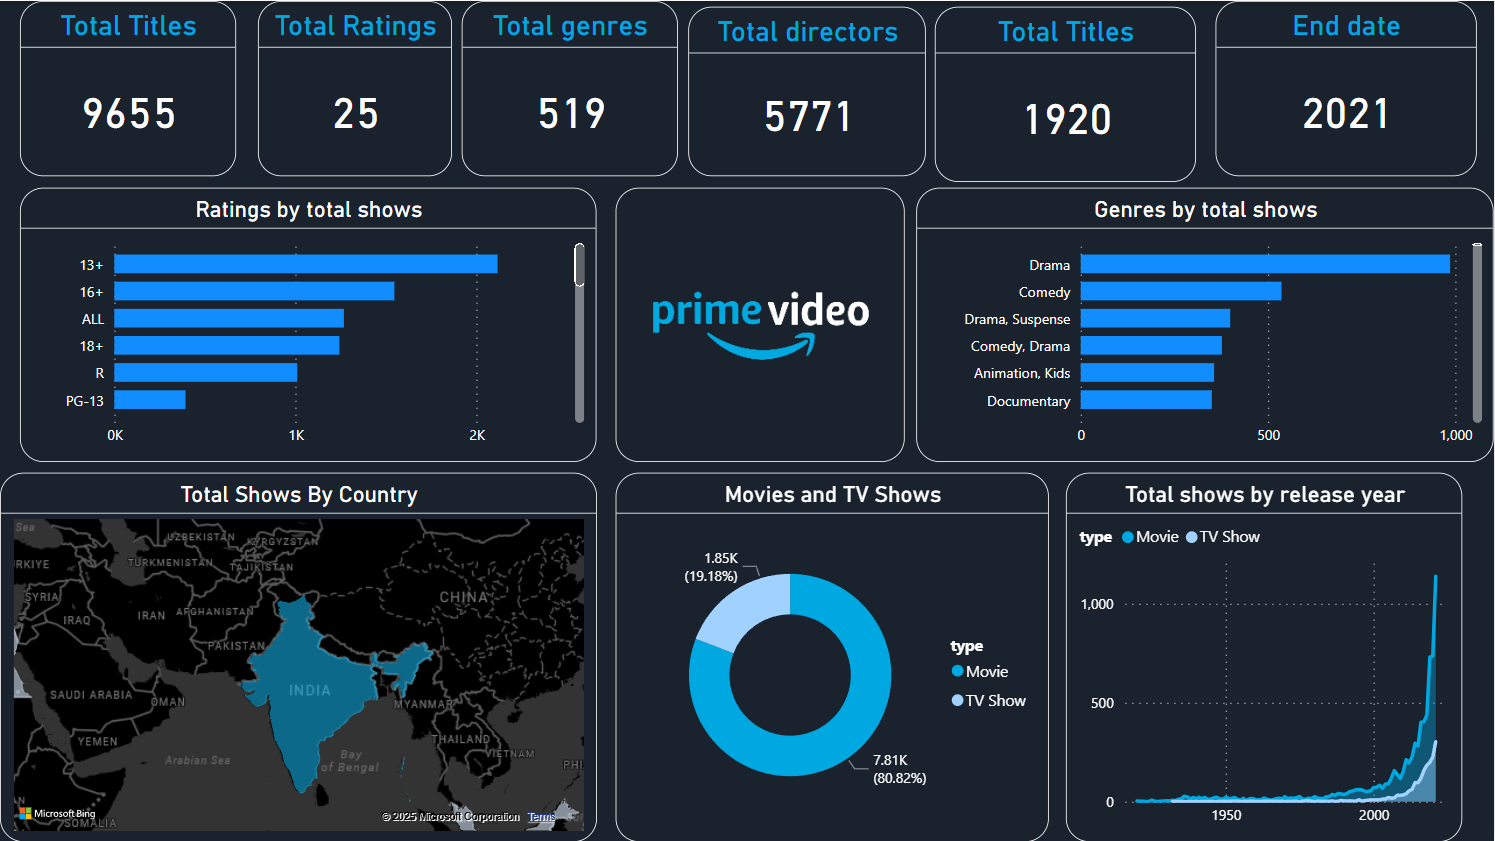 Total Titles
9655
Total Ratings
25
Total genres
519
Total directors
5771
Total Titles
1920
End date
2021
Ratings by total shows
13+
16+
ALL
18+
R
PG-13
0K 1K 2K
prime video
Genres by total shows
Drama
Comedy
Drama, Suspense
Comedy, Drama
Animation, Kids
Documentary
0 500 1,000
Total Shows By Country
Sea
UZBEKISTAN
KYRGYZSTAN
RKIYE
TURKMENISTAN
TAJIKISTAN
SYRIA
CHINA
IRAQ
IRAN
AFGHANISTAN
PAKISTAN
SAUDI ARABIA
INDIA
OMAN
MYANMAR
YEMEN
THAILAND
VIETNAM
Arabian Sea
Bay
of Bengal
PHI
AN
Microsoft Bing
© 2025 Microsoft Corporation Terms
SOMALIA
Movies and TV Shows
1.85K
(19.18%)
7.81K
(80.82%)
type
Movie
TV Show
Total shows by release year
type Movie TV Show
1,000
500
0
1950 2000